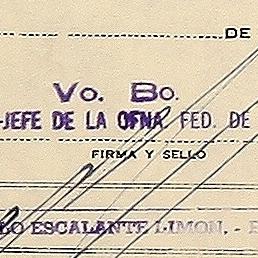 DE
Vo. Bo.
JEFE DE LA OFNA. FED. DE
FIRMA Y SELLO
ESCALANTE LIMON. -